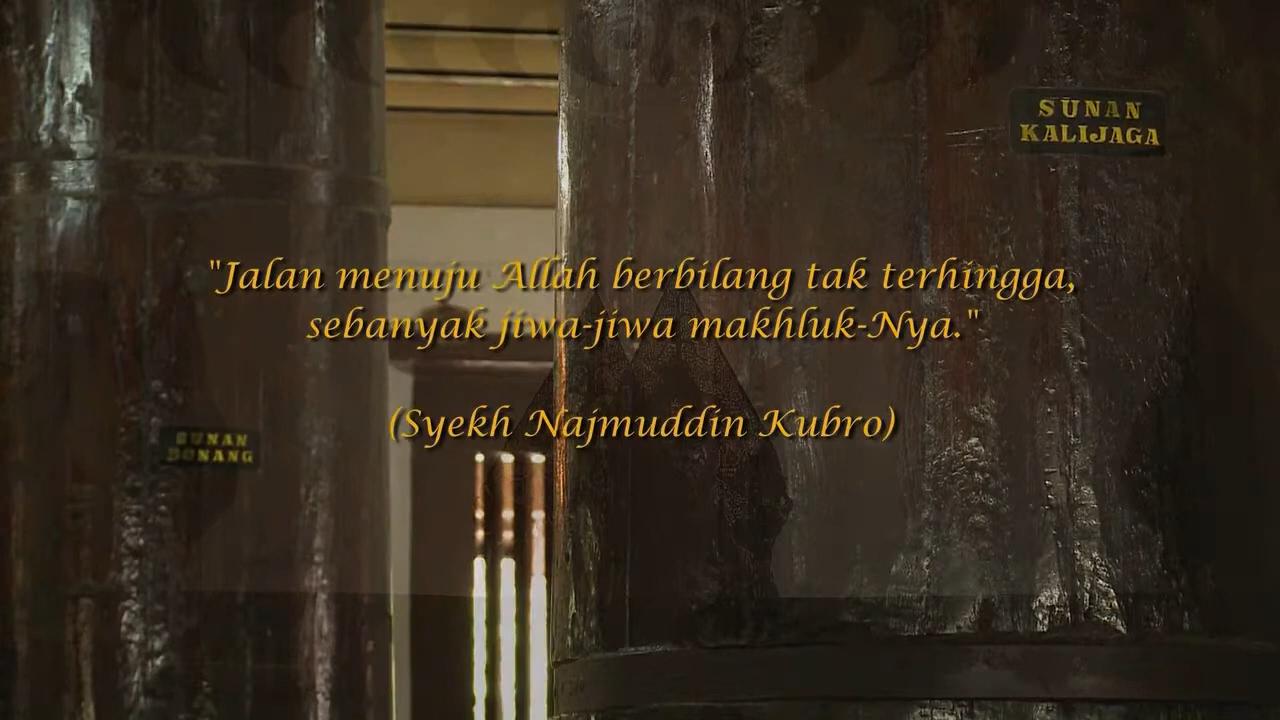 SUNAN
KALIJAGA
"Jalan menuju Allah berbilang tak terhingga,
sebanyak jiwa-jiwa makhluk-Nya."
(Syekh Najmuddin Kubro)
SUNAN
BONANG